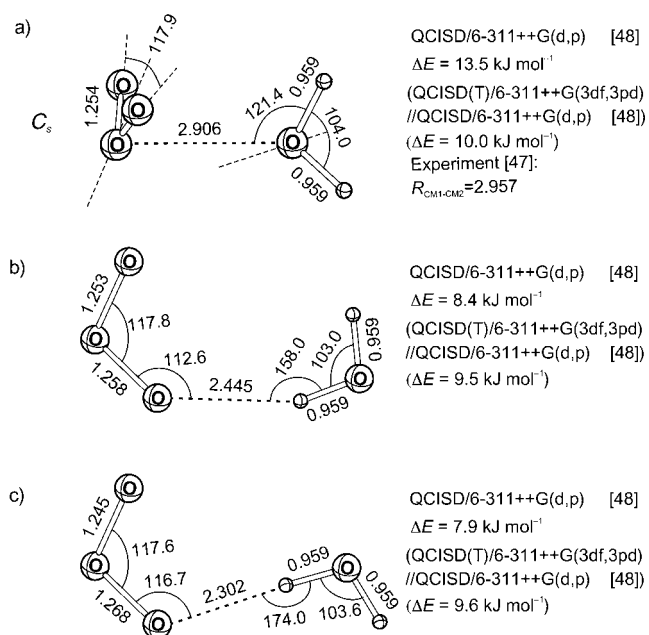 a)
117.9
1.254
C_s
2.906
121.4
0.959
104.0
0.959
O
O
O
O
QCISD/6-311++G(d,p) [48]
ΔE = 13.5 kJ mol⁻¹
(QCISD(T)/6-311++G(3df,3pd)
//QCISD/6-311++G(d,p) [48])
(ΔE = 10.0 kJ mol⁻¹)
Experiment [47]:
R_CM1-CM2=2.957
b)
O
1.253
117.8
O
112.6
1.258
O
2.445
158.0
103.0
0.959
O
0.959
QCISD/6-311++G(d,p) [48]
ΔE = 8.4 kJ mol⁻¹
(QCISD(T)/6-311++G(3df,3pd)
//QCISD/6-311++G(d,p) [48])
(ΔE = 9.5 kJ mol⁻¹)
c)
O
1.245
117.6
O
116.7
1.268
O
2.302
174.0
0.959
O
0.959
103.6
QCISD/6-311++G(d,p) [48]
ΔE = 7.9 kJ mol⁻¹
(QCISD(T)/6-311++G(3df,3pd)
//QCISD/6-311++G(d,p) [48])
(ΔE = 9.6 kJ mol⁻¹)